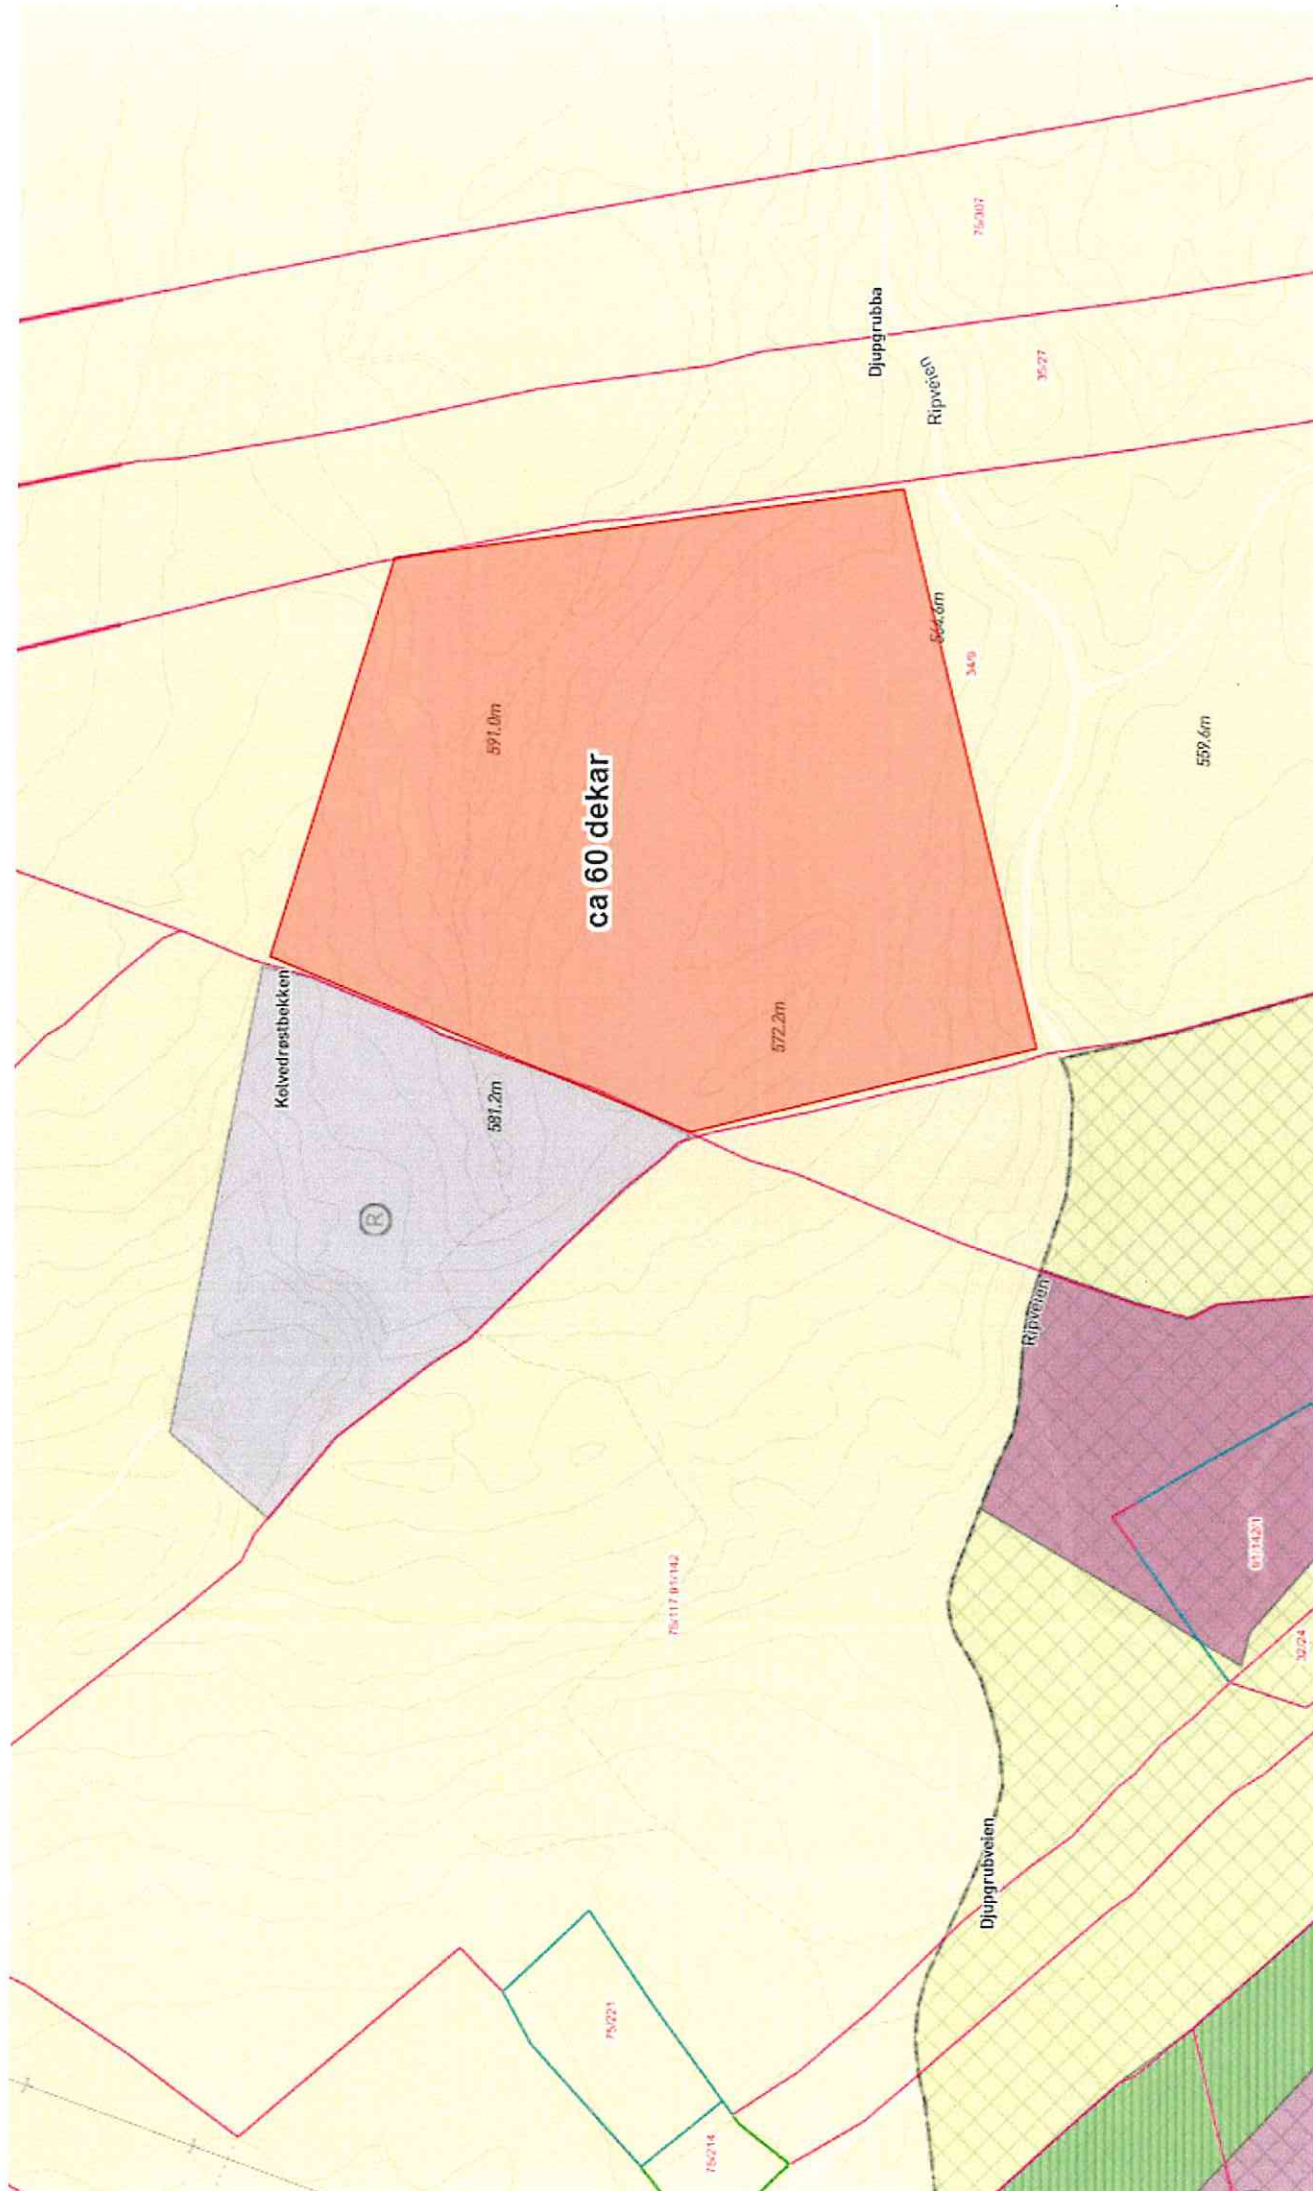 75/307
Djupgrubba
35/27
Ripveien
564.6m
34/9
591.0m
559.6m
ca 60 dekar
Kolvedrøstbekken
572.2m
581.2m
R
Ripveien
75/117 91/142
32/24
Djupgrubveien
75/221
75/214